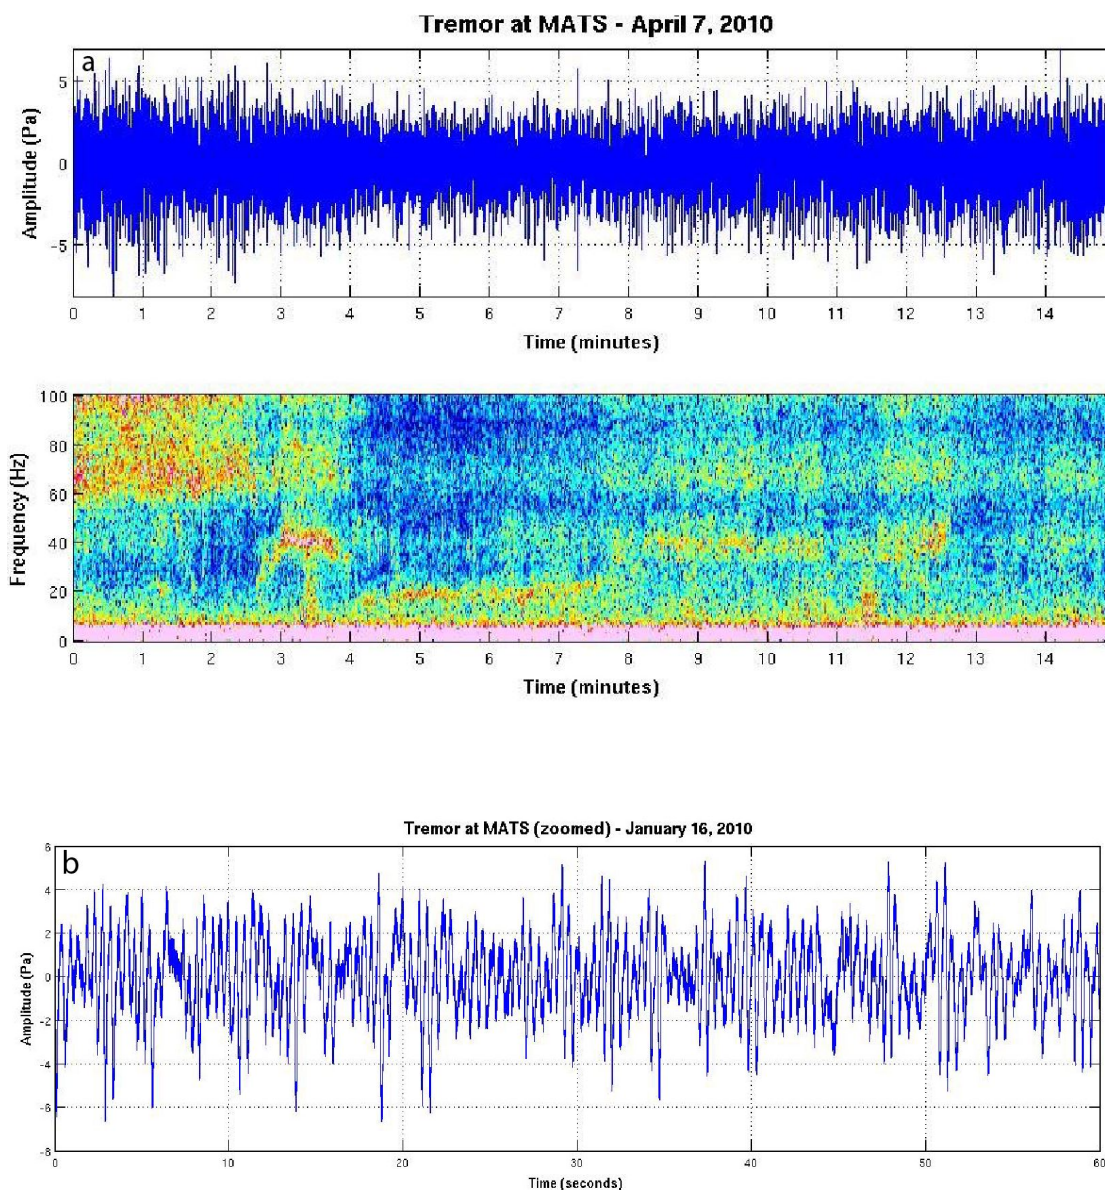 Tremor at MATS - April 7, 2010
a
5
0
-5
Amplitude (Pa)
0 1 2 3 4 5 6 7 8 9 10 11 12 13 14
Time (minutes)
100
80
60
40
20
0
Frequency (Hz)
0 1 2 3 4 5 6 7 8 9 10 11 12 13 14
Time (minutes)
Tremor at MATS (zoomed) - January 16, 2010
b
6
4
2
0
-2
-4
-6
-8
Amplitude (Pa)
0 10 20 30 40 50 60
Time (seconds)